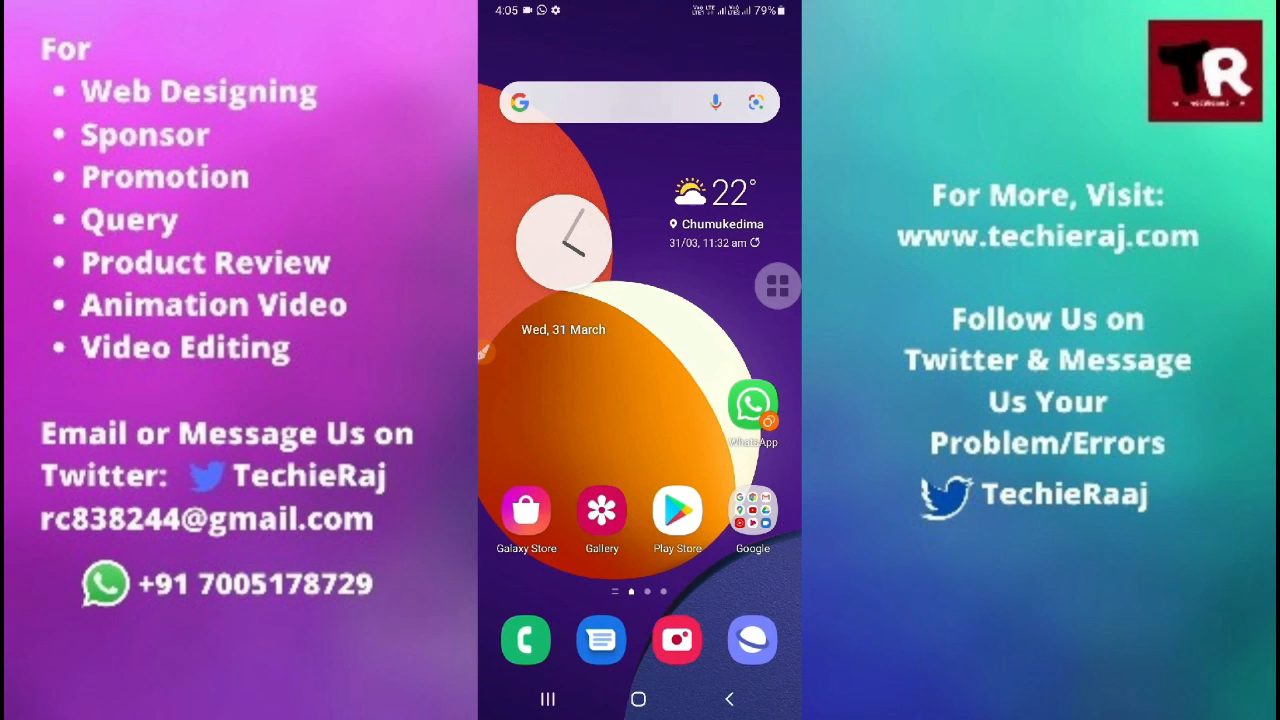 For
• Web Designing
• Sponsor
• Promotion
• Query
• Product Review
• Animation Video
• Video Editing
Email or Message Us on
Twitter: TechieRaj
rc838244@gmail.com
+91 7005178729
4:05
79%
22°
Chumukedima
31/03, 11:32 am
Wed, 31 March
WhatsApp
Galaxy Store
Gallery
Play Store
Google
TR
For More, Visit:
www.techieraj.com
Follow Us on
Twitter & Message
Us Your
Problem/Errors
TechieRaaj